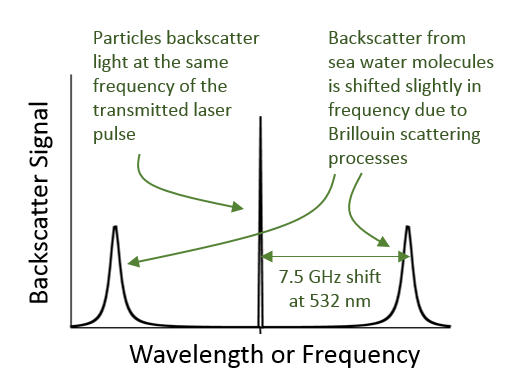 Particles backscatter
light at the same
frequency of the
transmitted laser
pulse
Backscatter from
sea water molecules
is shifted slightly in
frequency due to
Brillouin scattering
processes
Backscatter Signal
7.5 GHz shift
at 532 nm
Wavelength or Frequency